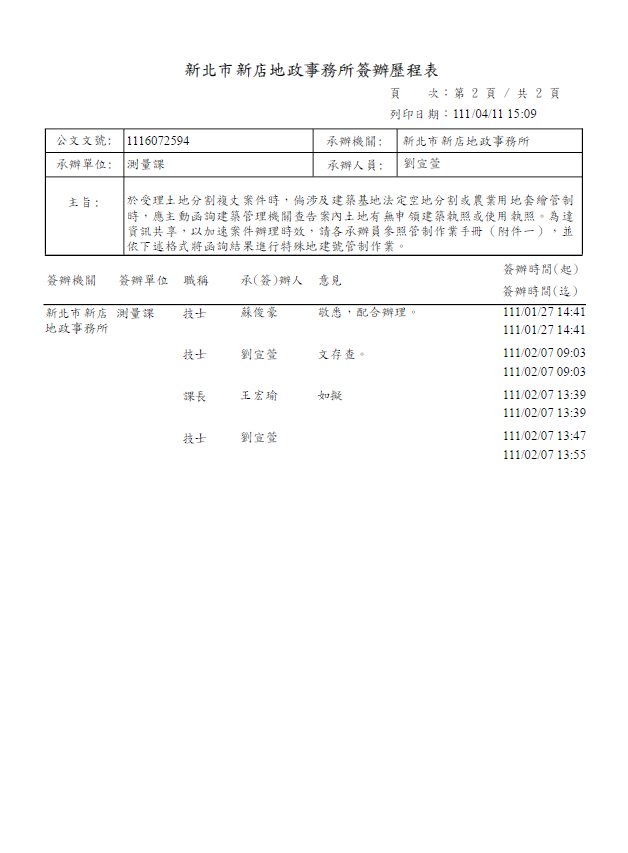 新北市新店地政事務所簽辦歷程表
頁　　次：第 2 頁 / 共 2 頁
列印日期：111/04/11 15:09
公文文號: 1116072594 承辦機關: 新北市新店地政事務所
承辦單位: 測量課 承辦人員: 劉宣萱
主旨: 於受理土地分割複丈案件時，倘涉及建築基地法定空地分割或農業用地套繪管制
時，應主動函詢建築管理機關查告案內土地有無申領建築執照或使用執照。為達
資訊共享，以加速案件辦理時效，請各承辦員參照管制作業手冊（附件一），並
依下述格式將函詢結果進行特殊地建號管制作業。
簽辦機關 簽辦單位 職稱 承(簽)辦人 意見 簽辦時間(起)
簽辦時間(迄)
新北市新店 測量課 技士 蘇俊豪 敬悉，配合辦理。 111/01/27 14:41
地政事務所 111/01/27 14:41
技士 劉宣萱 文存查。 111/02/07 09:03
111/02/07 09:03
課長 王宏瑜 如擬 111/02/07 13:39
111/02/07 13:39
技士 劉宣萱 111/02/07 13:47
111/02/07 13:55